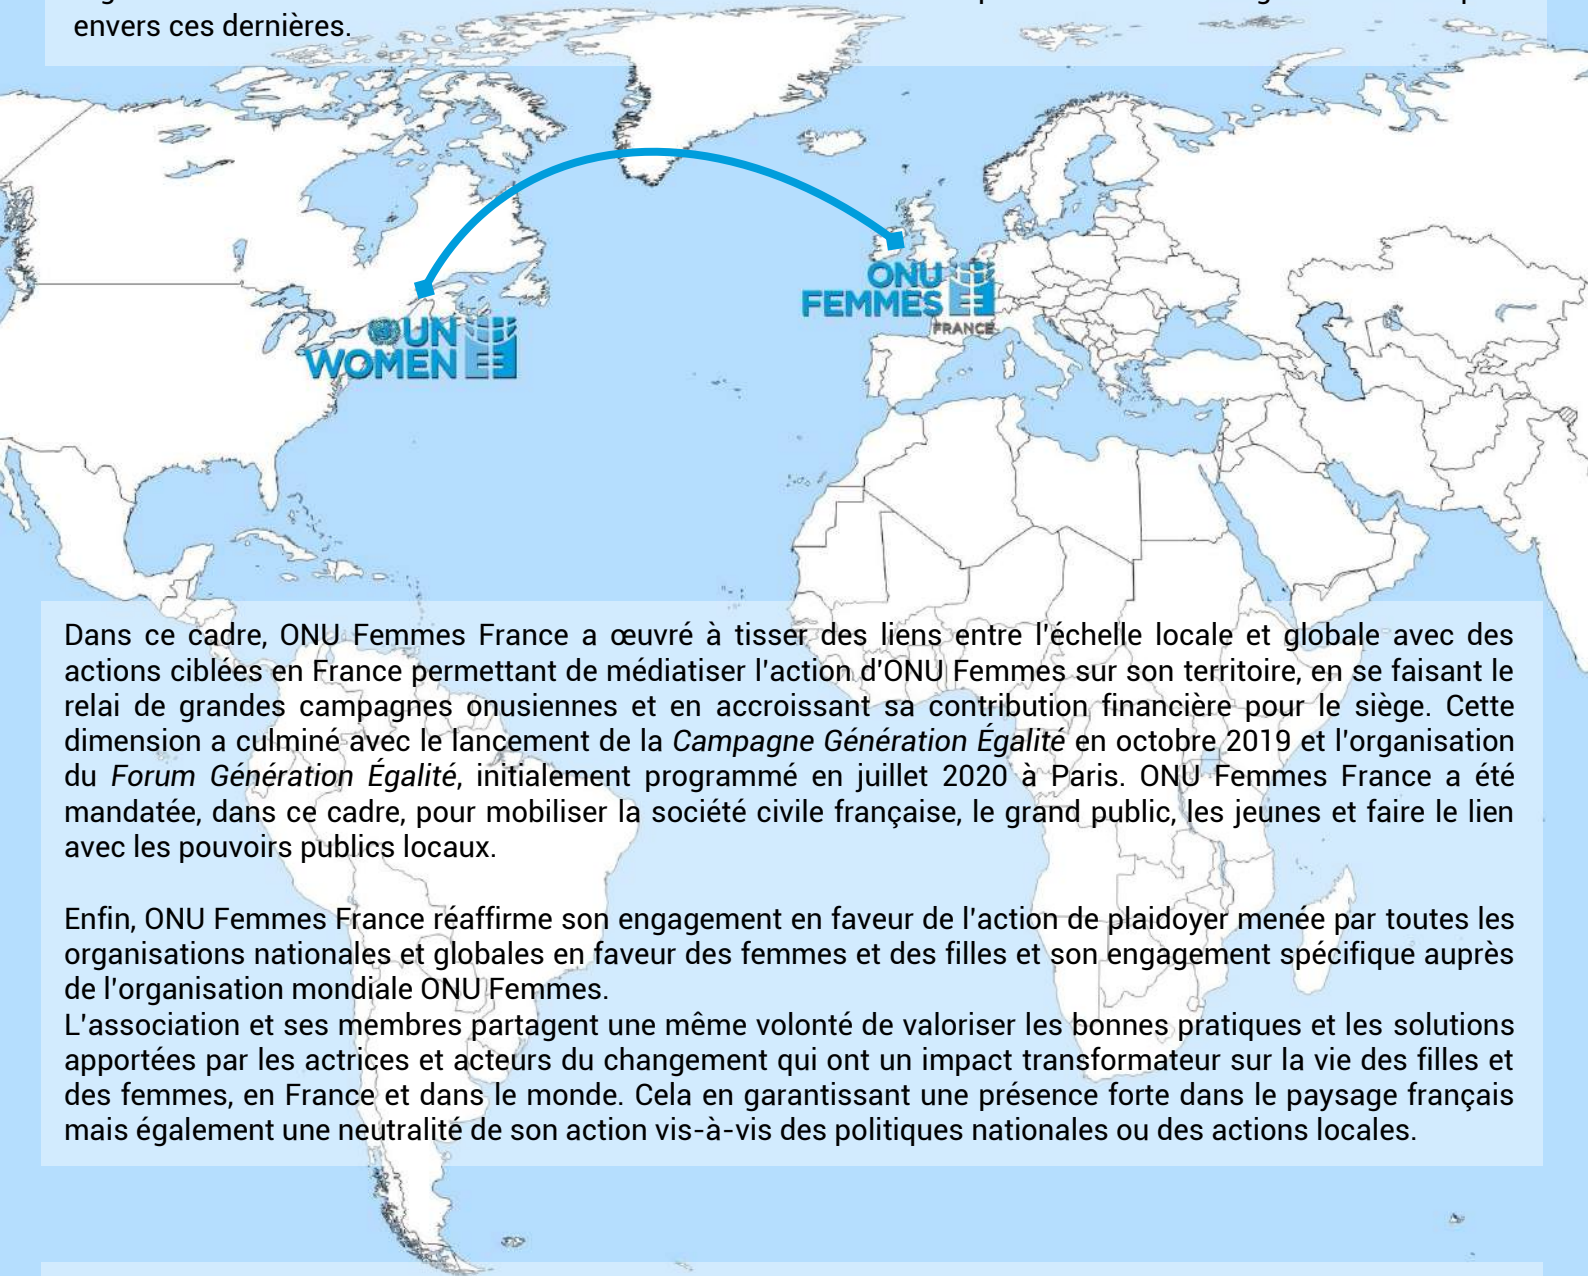 envers ces dernières.
ONU
FEMMES
FRANCE
UN
WOMEN
Dans ce cadre, ONU Femmes France a œuvré à tisser des liens entre l'échelle locale et globale avec des
actions ciblées en France permettant de médiatiser l'action d'ONU Femmes sur son territoire, en se faisant le
relai de grandes campagnes onusiennes et en accroissant sa contribution financière pour le siège. Cette
dimension a culminé avec le lancement de la Campagne Génération Égalité en octobre 2019 et l'organisation
du Forum Génération Égalité, initialement programmé en juillet 2020 à Paris. ONU Femmes France a été
mandatée, dans ce cadre, pour mobiliser la société civile française, le grand public, les jeunes et faire le lien
avec les pouvoirs publics locaux.
Enfin, ONU Femmes France réaffirme son engagement en faveur de l'action de plaidoyer menée par toutes les
organisations nationales et globales en faveur des femmes et des filles et son engagement spécifique auprès
de l'organisation mondiale ONU Femmes.
L'association et ses membres partagent une même volonté de valoriser les bonnes pratiques et les solutions
apportées par les actrices et acteurs du changement qui ont un impact transformateur sur la vie des filles et
des femmes, en France et dans le monde. Cela en garantissant une présence forte dans le paysage français
mais également une neutralité de son action vis-à-vis des politiques nationales ou des actions locales.